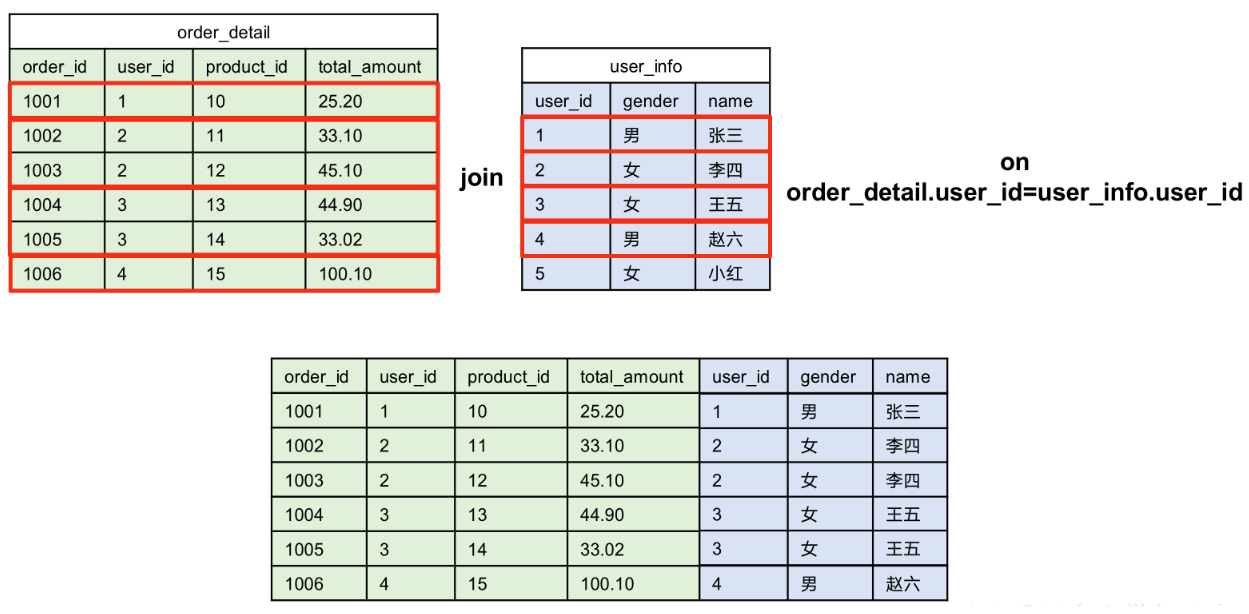 order_detail
order_id user_id product_id total_amount
1001 1 10 25.20
1002 2 11 33.10
1003 2 12 45.10
1004 3 13 44.90
1005 3 14 33.02
1006 4 15 100.10
join
user_info
user_id gender name
1 男 张三
2 女 李四
3 女 王五
4 男 赵六
5 女 小红
on
order_detail.user_id=user_info.user_id
order_id user_id product_id total_amount user_id gender name
1001 1 10 25.20 1 男 张三
1002 2 11 33.10 2 女 李四
1003 2 12 45.10 2 女 李四
1004 3 13 44.90 3 女 王五
1005 3 14 33.02 3 女 王五
1006 4 15 100.10 4 男 赵六